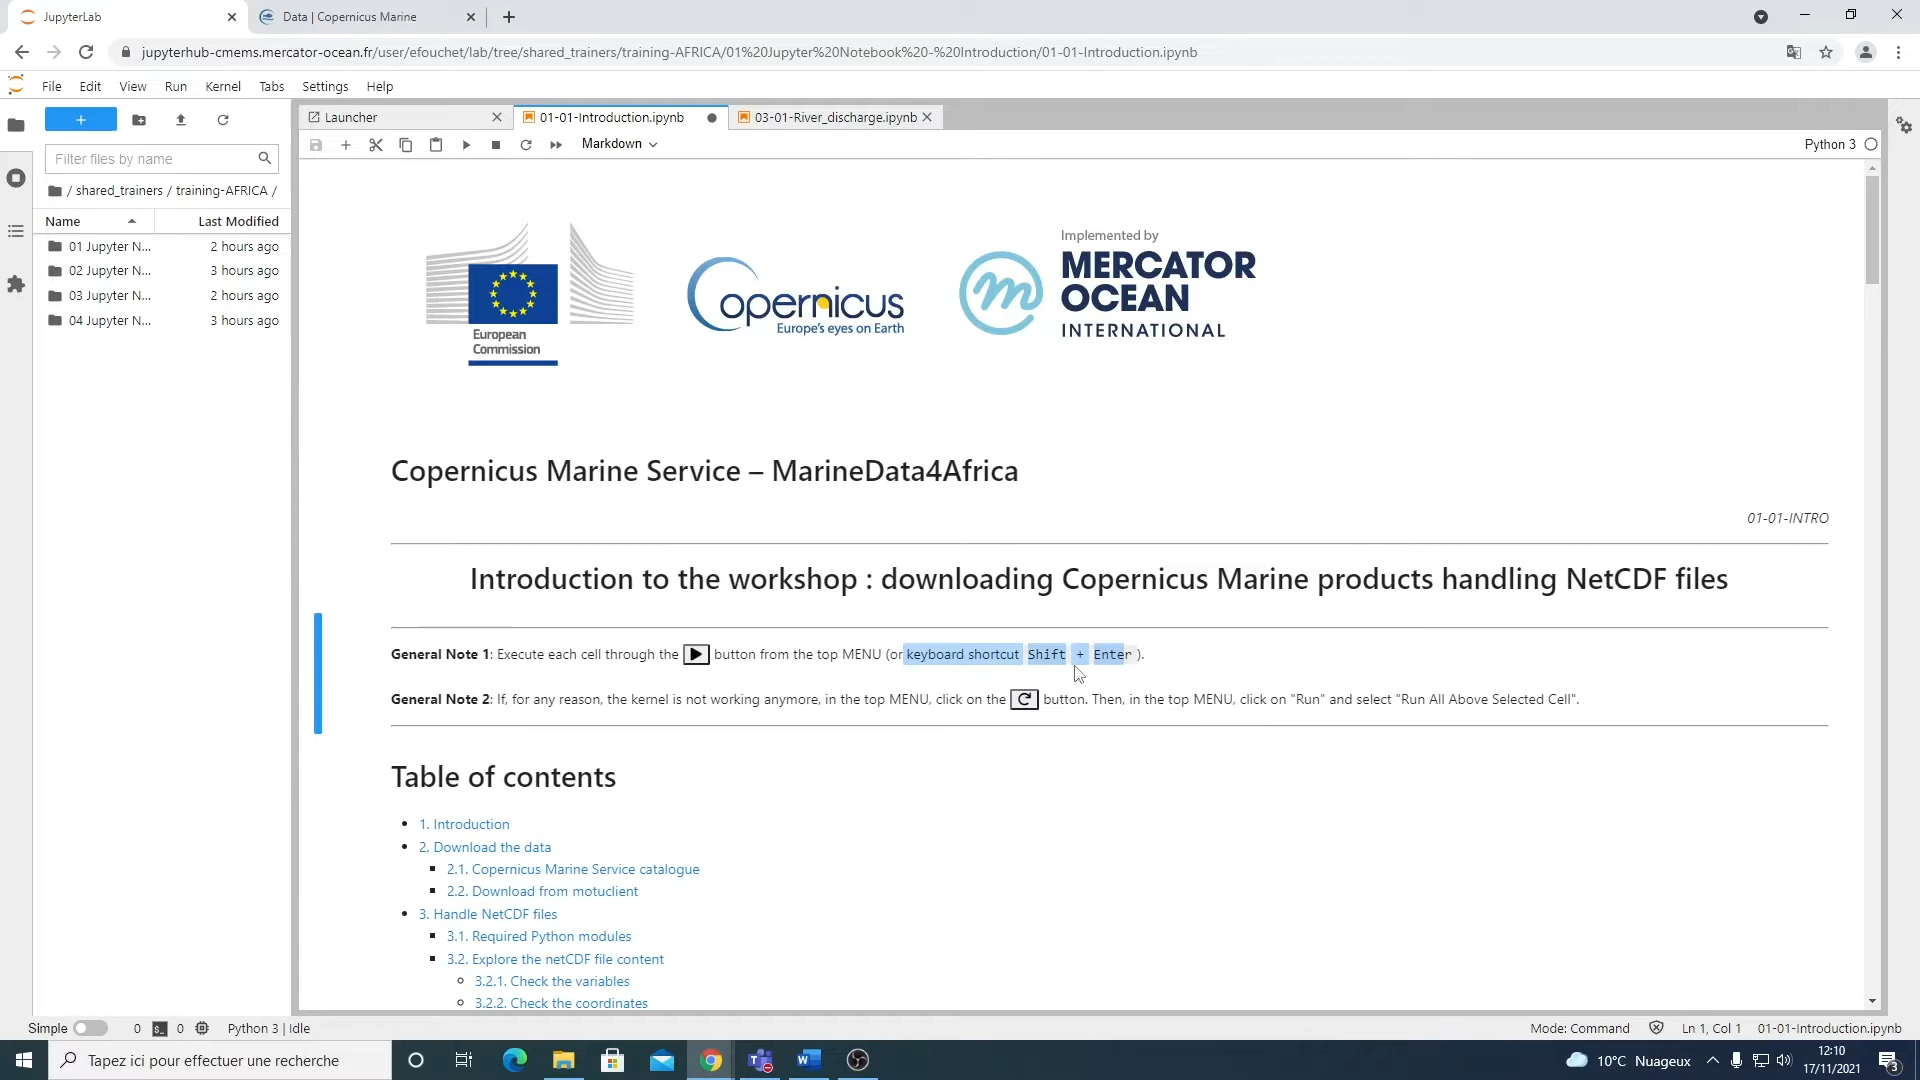 JupyterLab
Data | Copernicus Marine
jupyterhub-cmems.mercator-ocean.fr/user/efouchet/lab/tree/shared_trainers/training-AFRICA/01%20Jupyter%20Notebook%20-%20Introduction/01-01-Introduction.ipynb
File Edit View Run Kernel Tabs Settings Help
+
Launcher
01-01-Introduction.ipynb
03-01-River_discharge.ipynb
Markdown
Python 3
Filter files by name
/ shared_trainers / training-AFRICA /
Name Last Modified
01 Jupyter N... 2 hours ago
02 Jupyter N... 3 hours ago
03 Jupyter N... 2 hours ago
04 Jupyter N... 3 hours ago
European
Commission
opernicus
Europe's eyes on Earth
Implemented by
MERCATOR
OCEAN
INTERNATIONAL
Copernicus Marine Service – MarineData4Africa
01-01-INTRO
Introduction to the workshop : downloading Copernicus Marine products handling NetCDF files
General Note 1: Execute each cell through the button from the top MENU (or keyboard shortcut Shift + Enter ).
General Note 2: If, for any reason, the kernel is not working anymore, in the top MENU, click on the button. Then, in the top MENU, click on "Run" and select "Run All Above Selected Cell".
Table of contents
1. Introduction
2. Download the data
2.1. Copernicus Marine Service catalogue
2.2. Download from motuclient
3. Handle NetCDF files
3.1. Required Python modules
3.2. Explore the netCDF file content
3.2.1. Check the variables
3.2.2. Check the coordinates
Simple 0 0 Python 3 | Idle
Mode: Command Ln 1, Col 1 01-01-Introduction.ipynb
Tapez ici pour effectuer une recherche
10°C Nuageux
12:10
17/11/2021
3